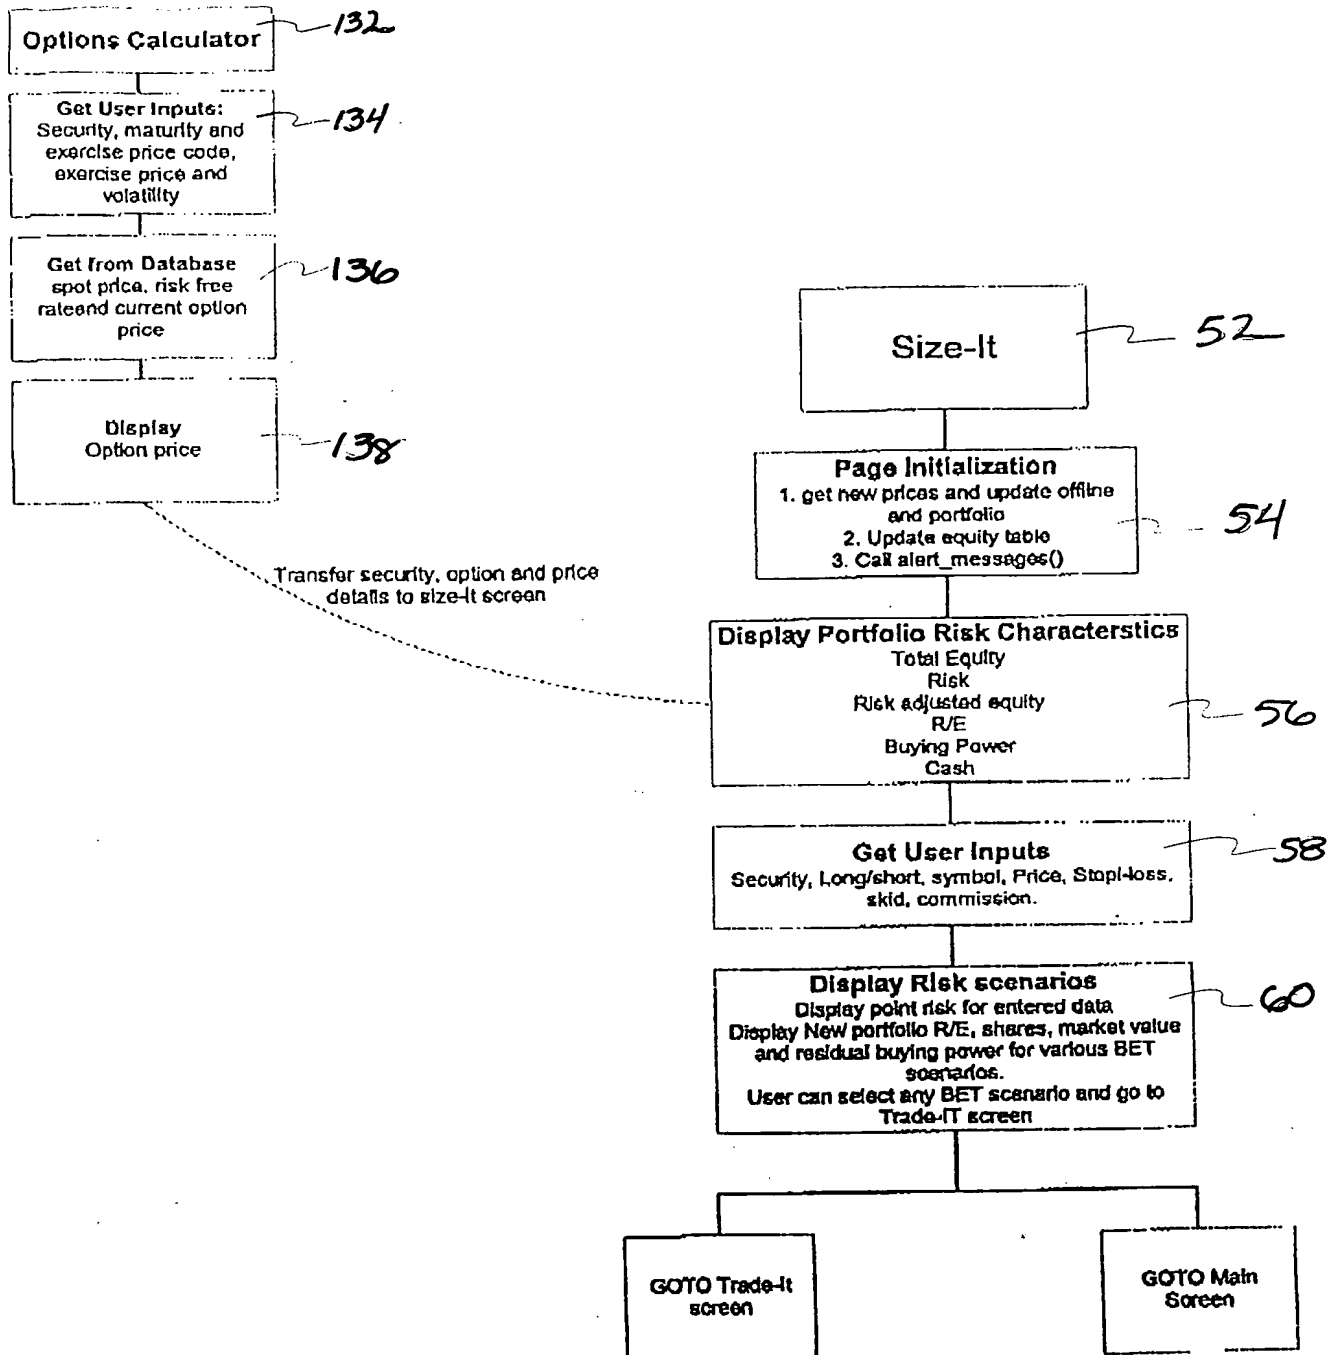 Options Calculator
132
Get User Inputs:
Security, maturity and
exercise price code,
exercise price and
volatility
134
Get from Database
spot price, risk free
rateend current option
price
136
Display
Option price
138
Transfer security, option and price
details to size-It screen
Size-It
52
Page Initialization
1. get new prices and update offline
and portfolio
2. Update equity table
3. Call alert_messages()
54
Display Portfolio Risk Characterstics
Total Equity
Risk
Risk adjusted equity
R/E
Buying Power
Cash
56
Get User Inputs
Security, Long/short, symbol, Price, Stopl-loss,
skid, commission.
58
Display Risk scenarios
Display point risk for entered data
Display New portfolio R/E, shares, market value
and residual buying power for various BET
scenarios.
User can select any BET scenario and go to
Trade-IT screen
60
GOTO Trade-It
screen
GOTO Main
Screen